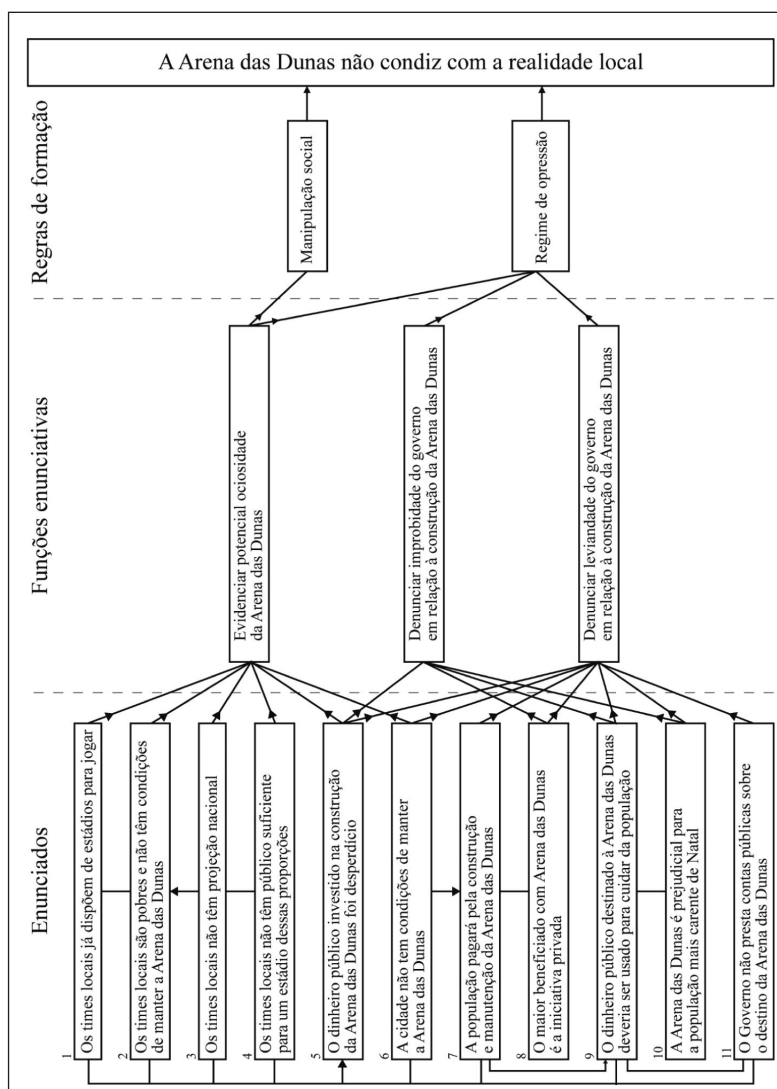 Enunciados
Funções enunciativas
Regras de formação
1
Os times locais já dispõem de estádios para jogar
2
Os times locais são pobres e não têm condições
de manter a Arena das Dunas
3
Os times locais não têm projeção nacional
4
Os times locais não têm público suficiente
para um estádio dessas proporções
5
O dinheiro público investido na construção
da Arena das Dunas foi desperdício
6
A cidade não tem condições de manter
a Arena das Dunas
7
A população pagará pela construção
e manutenção da Arena das Dunas
8
O maior beneficiado com Arena das Dunas
é a iniciativa privada
9
O dinheiro público destinado à Arena das Dunas
deveria ser usado para cuidar da população
10
A Arena das Dunas é prejudicial para
a população mais carente de Natal
11
O Governo não presta contas públicas sobre
o destino da Arena das Dunas
Evidenciar potencial ociosidade
da Arena das Dunas
Denunciar improbidade do governo
em relação à construção da Arena das Dunas
Denunciar leviandade do governo
em relação à construção da Arena das Dunas
Manipulação social
Regime de opressão
A Arena das Dunas não condiz com a realidade local